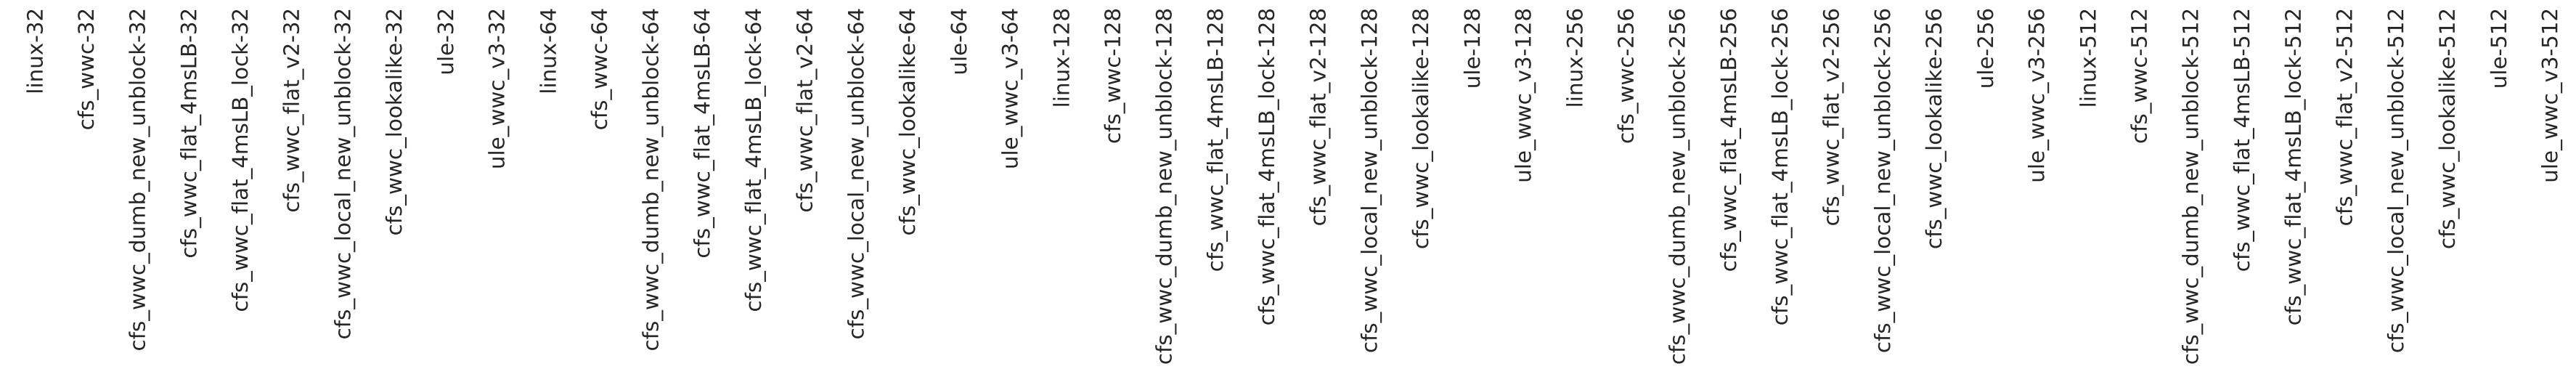 linux-32
cfs_wwc-32
cfs_wwc_dumb_new_unblock-32
cfs_wwc_flat_4msLB-32
cfs_wwc_flat_4msLB_lock-32
cfs_wwc_flat_v2-32
cfs_wwc_local_new_unblock-32
cfs_wwc_lookalike-32
ule-32
ule_wwc_v3-32
linux-64
cfs_wwc-64
cfs_wwc_dumb_new_unblock-64
cfs_wwc_flat_4msLB-64
cfs_wwc_flat_4msLB_lock-64
cfs_wwc_flat_v2-64
cfs_wwc_local_new_unblock-64
cfs_wwc_lookalike-64
ule-64
ule_wwc_v3-64
linux-128
cfs_wwc-128
cfs_wwc_dumb_new_unblock-128
cfs_wwc_flat_4msLB-128
cfs_wwc_flat_4msLB_lock-128
cfs_wwc_flat_v2-128
cfs_wwc_local_new_unblock-128
cfs_wwc_lookalike-128
ule-128
ule_wwc_v3-128
linux-256
cfs_wwc-256
cfs_wwc_dumb_new_unblock-256
cfs_wwc_flat_4msLB-256
cfs_wwc_flat_4msLB_lock-256
cfs_wwc_flat_v2-256
cfs_wwc_local_new_unblock-256
cfs_wwc_lookalike-256
ule-256
ule_wwc_v3-256
linux-512
cfs_wwc-512
cfs_wwc_dumb_new_unblock-512
cfs_wwc_flat_4msLB-512
cfs_wwc_flat_4msLB_lock-512
cfs_wwc_flat_v2-512
cfs_wwc_local_new_unblock-512
cfs_wwc_lookalike-512
ule-512
ule_wwc_v3-512